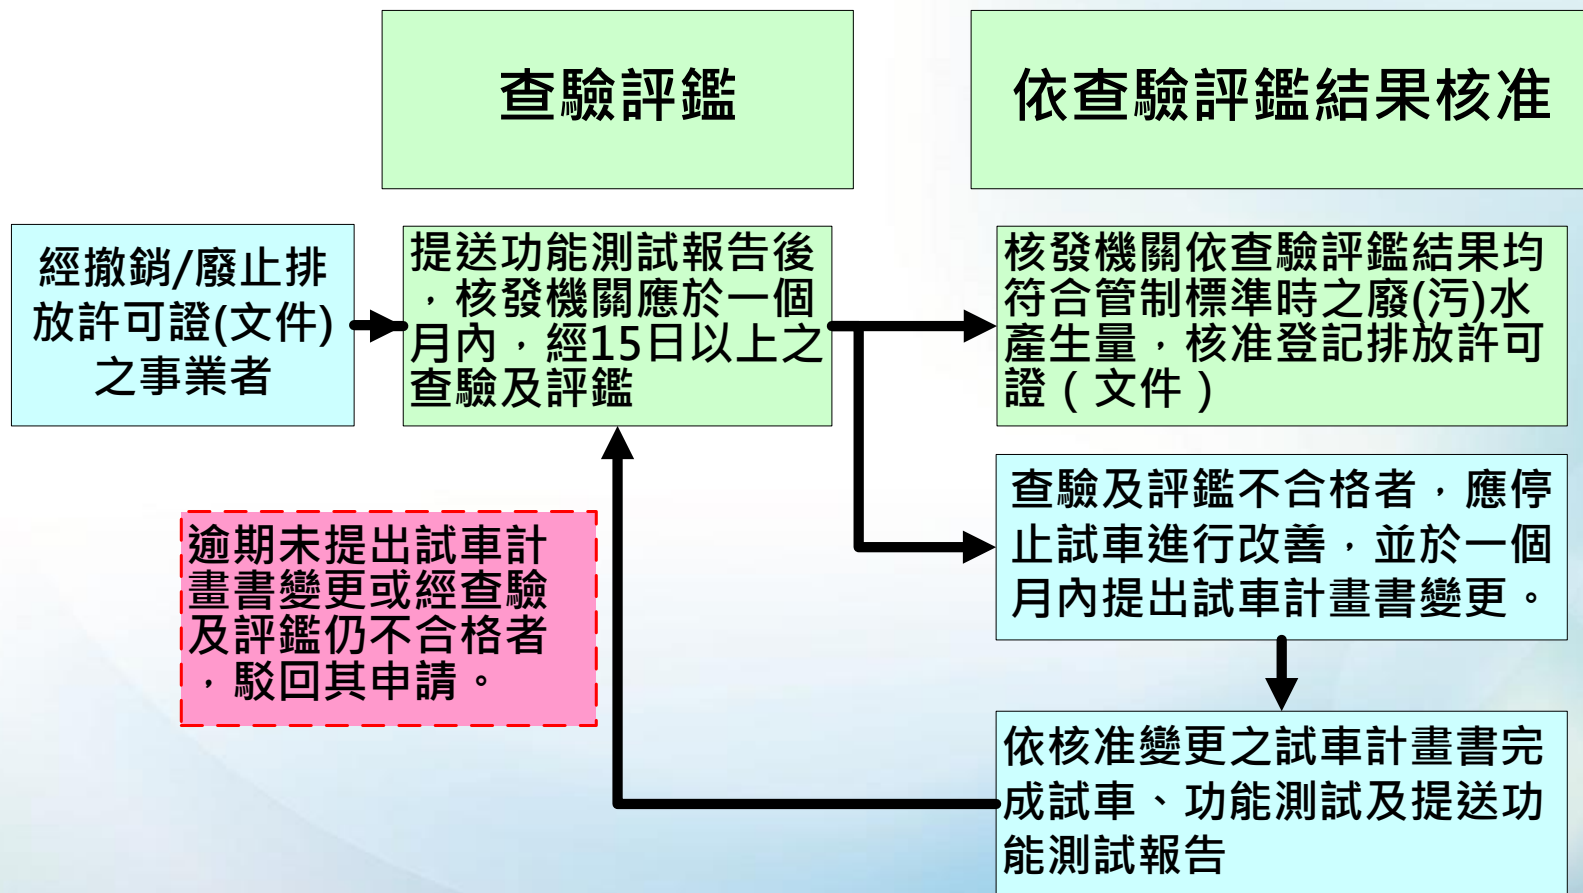 查驗評鑑
依查驗評鑑結果核准
經撤銷/廢止排
放許可證(文件)
之事業者
提送功能測試報告後
，核發機關應於一個
月內，經15日以上之
查驗及評鑑
核發機關依查驗評鑑結果均
符合管制標準時之廢(污)水
產生量，核准登記排放許可
證（文件）
查驗及評鑑不合格者，應停
止試車進行改善，並於一個
月內提出試車計畫書變更。
逾期未提出試車計
畫書變更或經查驗
及評鑑仍不合格者
，駁回其申請。
依核准變更之試車計畫書完
成試車、功能測試及提送功
能測試報告